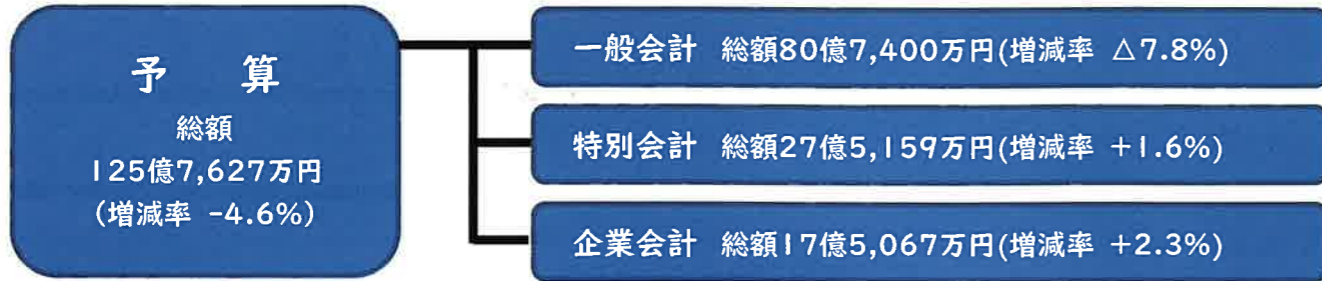 予　算
総額
125億7,627万円
(増減率 -4.6%)
一般会計 総額80億7,400万円(増減率 △7.8%)
特別会計 総額27億5,159万円(増減率 +1.6%)
企業会計 総額17億5,067万円(増減率 +2.3%)